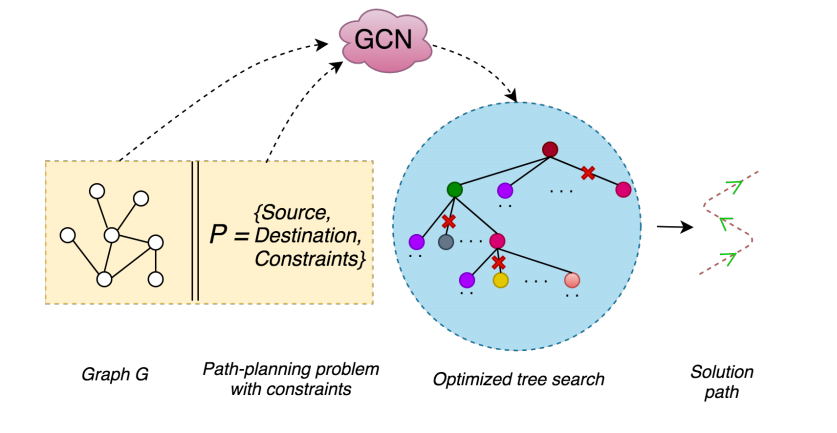 GCN
P = {Source,
Destination,
Constraints}
Graph G
Path-planning problem
with constraints
Optimized tree search
Solution
path